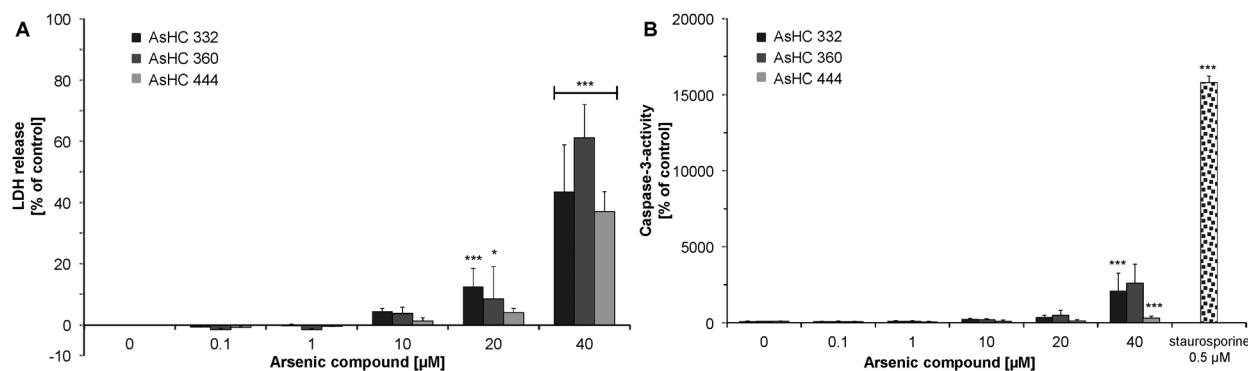 A
AsHC 332
AsHC 360
AsHC 444
LDH release
[% of control]
100
80
60
40
20
0
-10
***
*
***
0 0.1 1 10 20 40
Arsenic compound [µM]
B
AsHC 332
AsHC 360
AsHC 444
Caspase-3-activity
[% of control]
20000
15000
10000
5000
0
***
***
***
0 0.1 1 10 20 40 staurosporine
0.5 µM
Arsenic compound [µM]